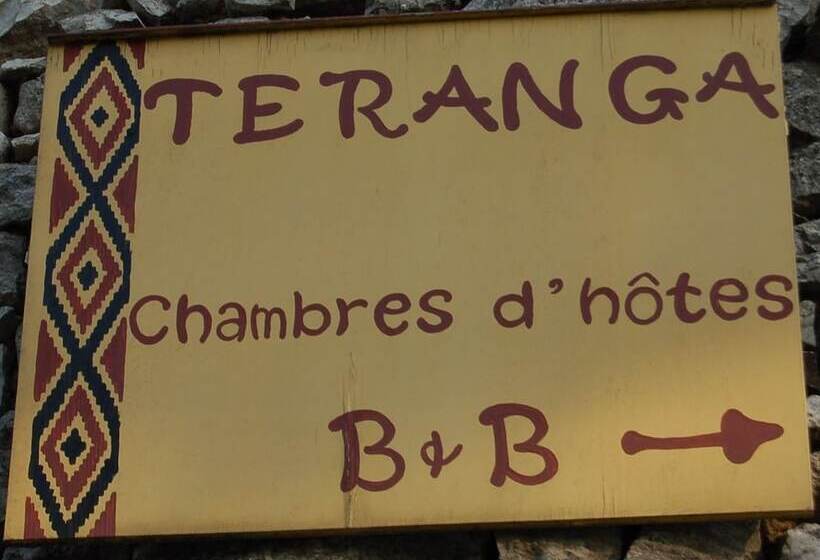 TERANGA
Chambres d'hôtes
B & B